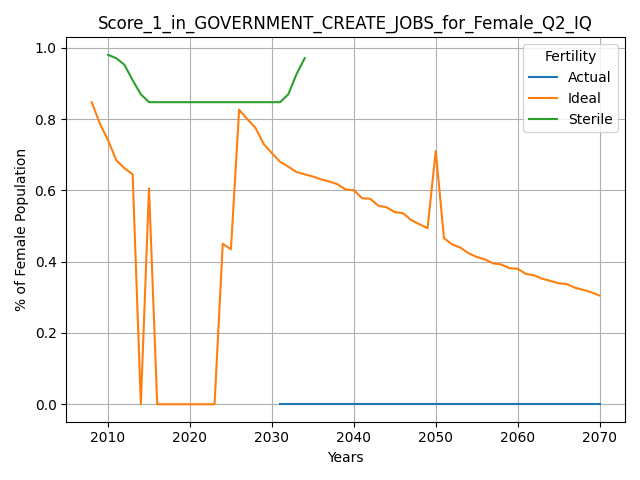 Score_1_in_GOVERNMENT_CREATE_JOBS_for_Female_Q2_IQ
% of Female Population
1.0
0.8
0.6
0.4
0.2
0.0
Fertility
Actual
Ideal
Sterile
2010 2020 2030 2040 2050 2060 2070
Years